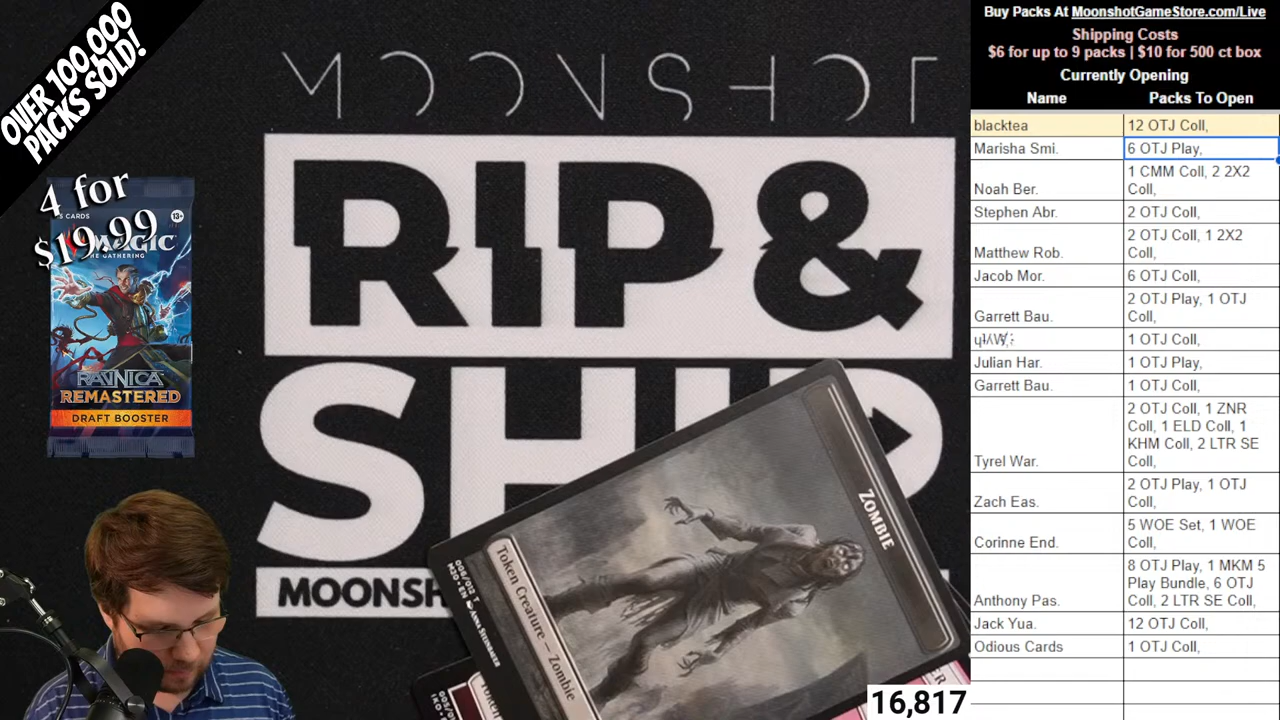 OVER 100,000
PACKS SOLD!
4 for
$19.99
CARDS
13+
MAGIC
THE GATHERING
RAVNICA
REMASTERED
DRAFT BOOSTER
MOONSHOT
RIP &
SHIP
MOONSH
ZOMBIE
Token Creature — Zombie
006/012 T
M20 • EN ANNA STEINBAUER
16,817
Buy Packs At MoonshotGameStore.com/Live
Shipping Costs
$6 for up to 9 packs | $10 for 500 ct box
Currently Opening
Name Packs To Open
blacktea 12 OTJ Coll,
Marisha Smi. 6 OTJ Play,
1 CMM Coll, 2 2X2
Noah Ber. Coll,
Stephen Abr. 2 OTJ Coll,
2 OTJ Coll, 1 2X2
Matthew Rob. Coll,
Jacob Mor. 6 OTJ Coll,
2 OTJ Play, 1 OTJ
Garrett Bau. Coll,
1 OTJ Coll,
Julian Har. 1 OTJ Play,
Garrett Bau. 1 OTJ Coll,
2 OTJ Coll, 1 ZNR
Coll, 1 ELD Coll, 1
KHM Coll, 2 LTR SE
Tyrel War. Coll,
2 OTJ Play, 1 OTJ
Zach Eas. Coll,
5 WOE Set, 1 WOE
Corinne End. Coll,
8 OTJ Play, 1 MKM 5
Play Bundle, 6 OTJ
Anthony Pas. Coll, 2 LTR SE Coll,
Jack Yua. 12 OTJ Coll,
Odious Cards 1 OTJ Coll,